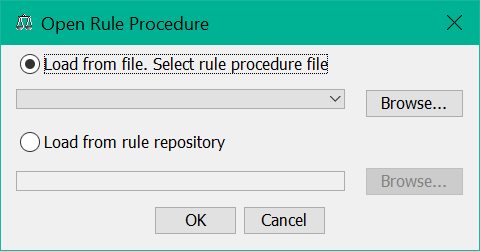 Open Rule Procedure
Load from file. Select rule procedure file
Browse...
Load from rule repository
Browse...
OK
Cancel